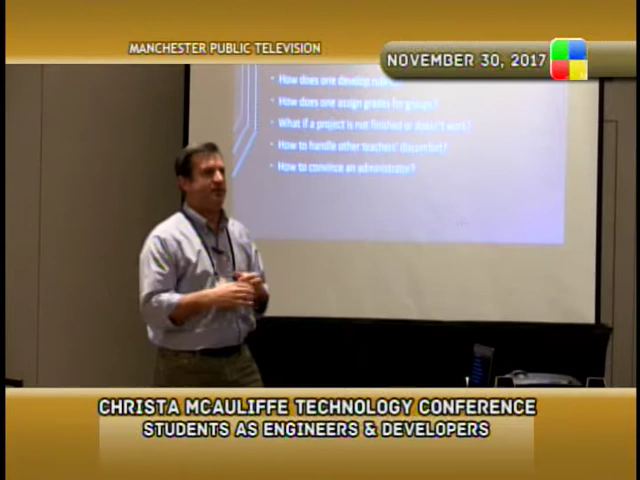 MANCHESTER PUBLIC TELEVISION
NOVEMBER 30, 2017
• How does one develop
• How does one assign grades for groups?
• What if a project is not finished or doesn't work?
• How to handle other teachers' discomfort?
• How to convince an administrator?
CHRISTA MCAULIFFE TECHNOLOGY CONFERENCE
STUDENTS AS ENGINEERS & DEVELOPERS